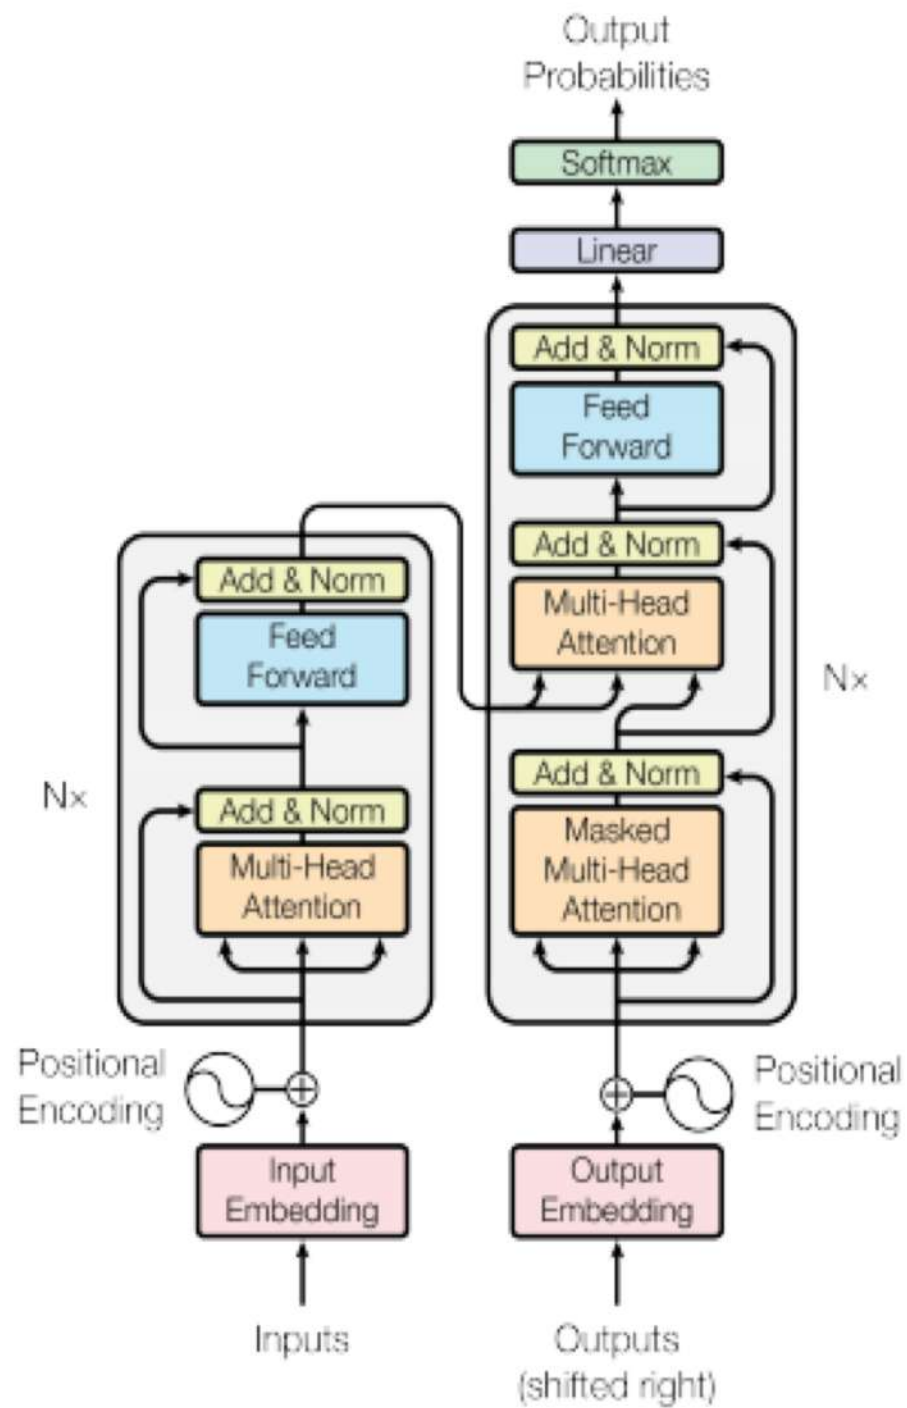 Output
Probabilities
Softmax
Linear
Add & Norm
Feed
Forward
Add & Norm
Multi-Head
Attention
Add & Norm
Masked
Multi-Head
Attention
N×
Add & Norm
Feed
Forward
Add & Norm
Multi-Head
Attention
N×
Positional
Encoding
Positional
Encoding
Input
Embedding
Output
Embedding
Inputs
Outputs
(shifted right)